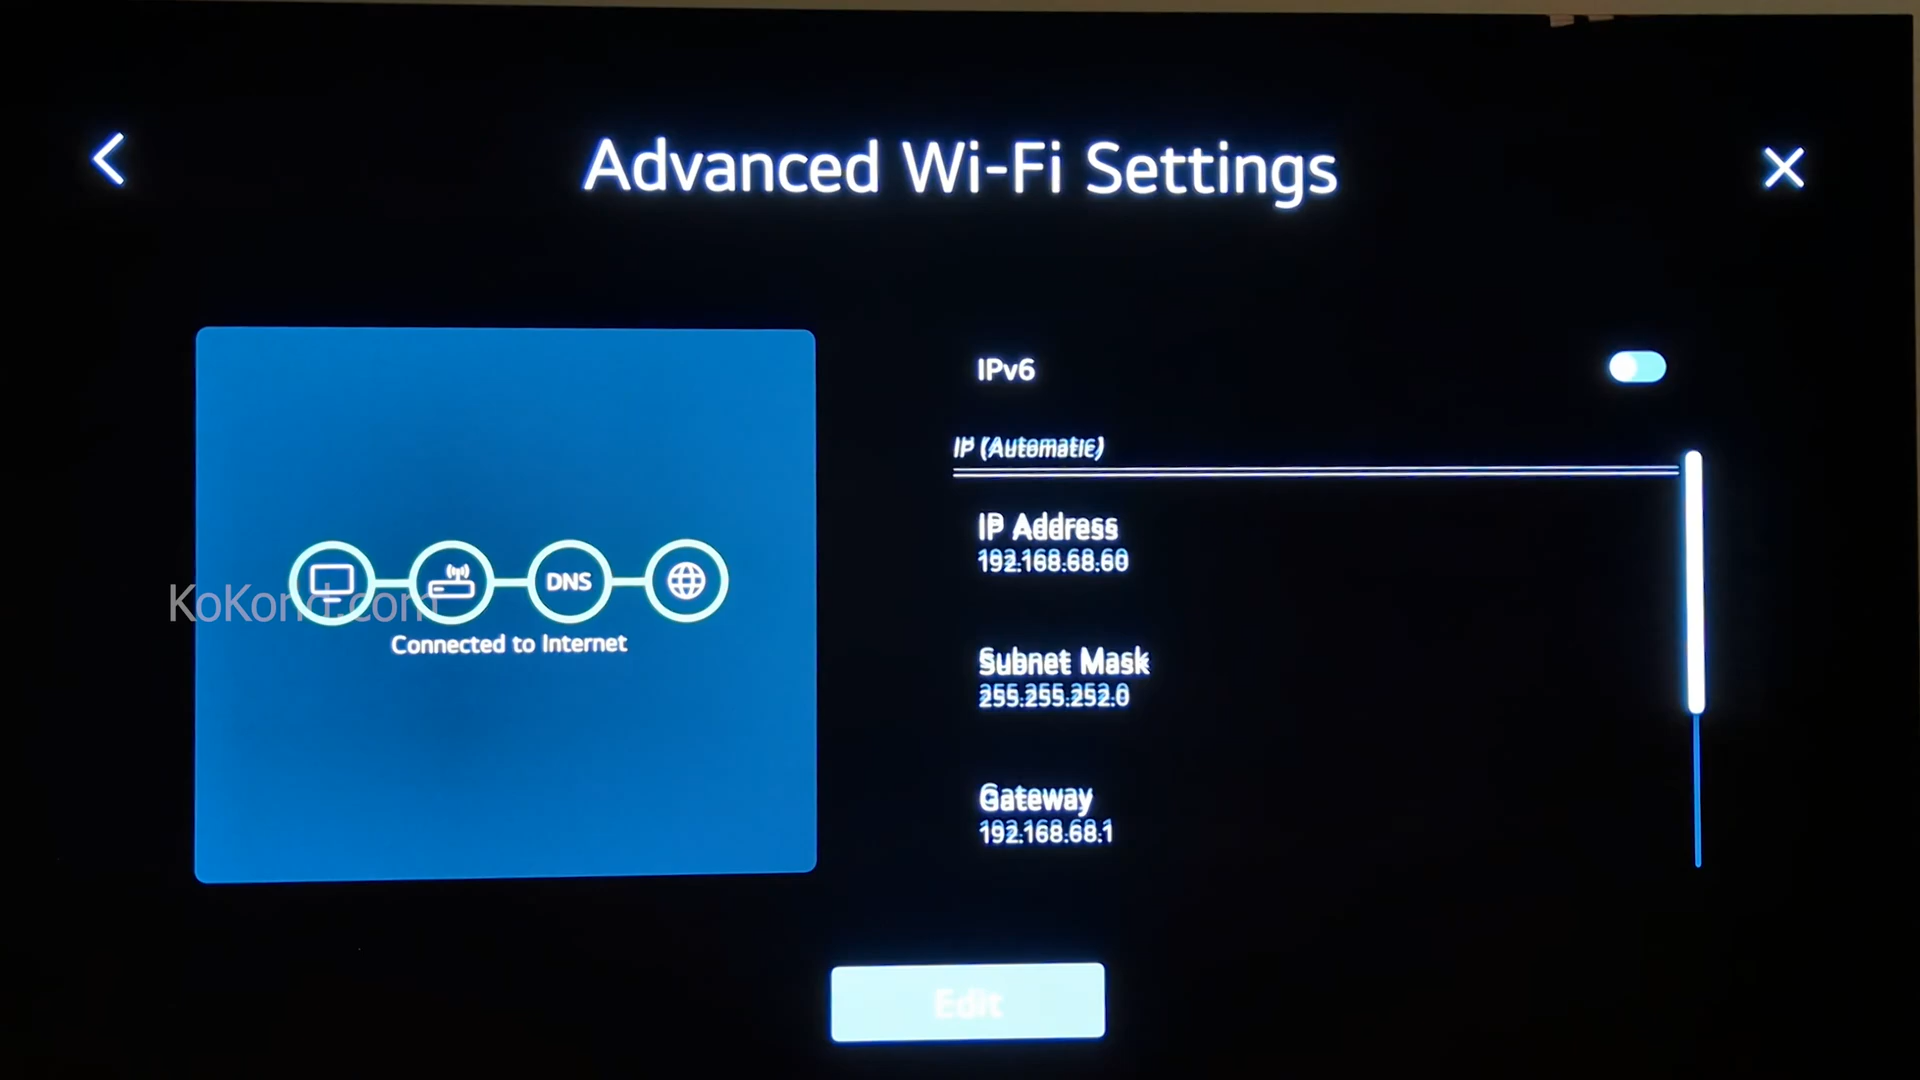 Advanced Wi-Fi Settings
IPv6
IP (Automatic)
IP Address
192.168.68.60
Subnet Mask
255.255.252.0
Gateway
192.168.68.1
DNS
Connected to Internet
KoKond.com
Edit